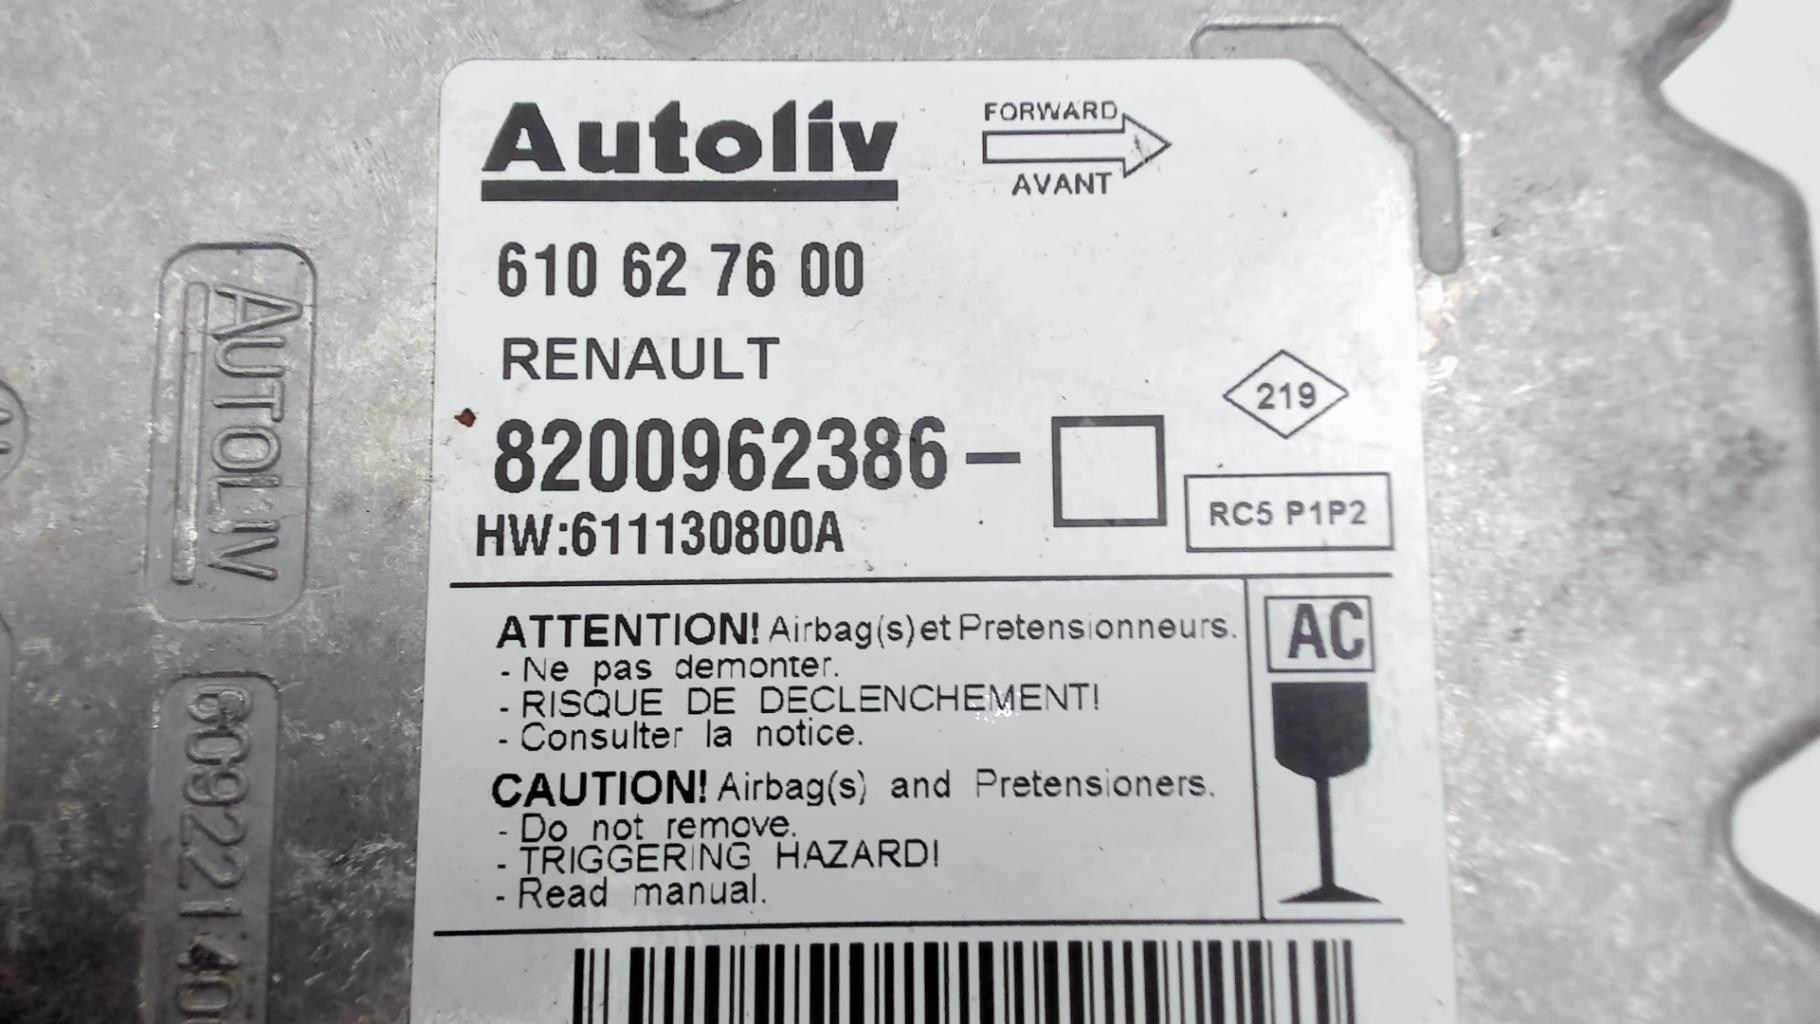 Autoliv
FORWARD
AVANT
610 62 76 00
RENAULT
219
8200962386 -
RC5 P1P2
HW:611130800A
ATTENTION! Airbag(s) et Pretensionneurs.
- Ne pas demonter.
- RISQUE DE DECLENCHEMENT!
- Consulter la notice.
AC
CAUTION! Airbag(s) and Pretensioners.
- Do not remove.
- TRIGGERING HAZARD!
- Read manual.
AUTOLIV